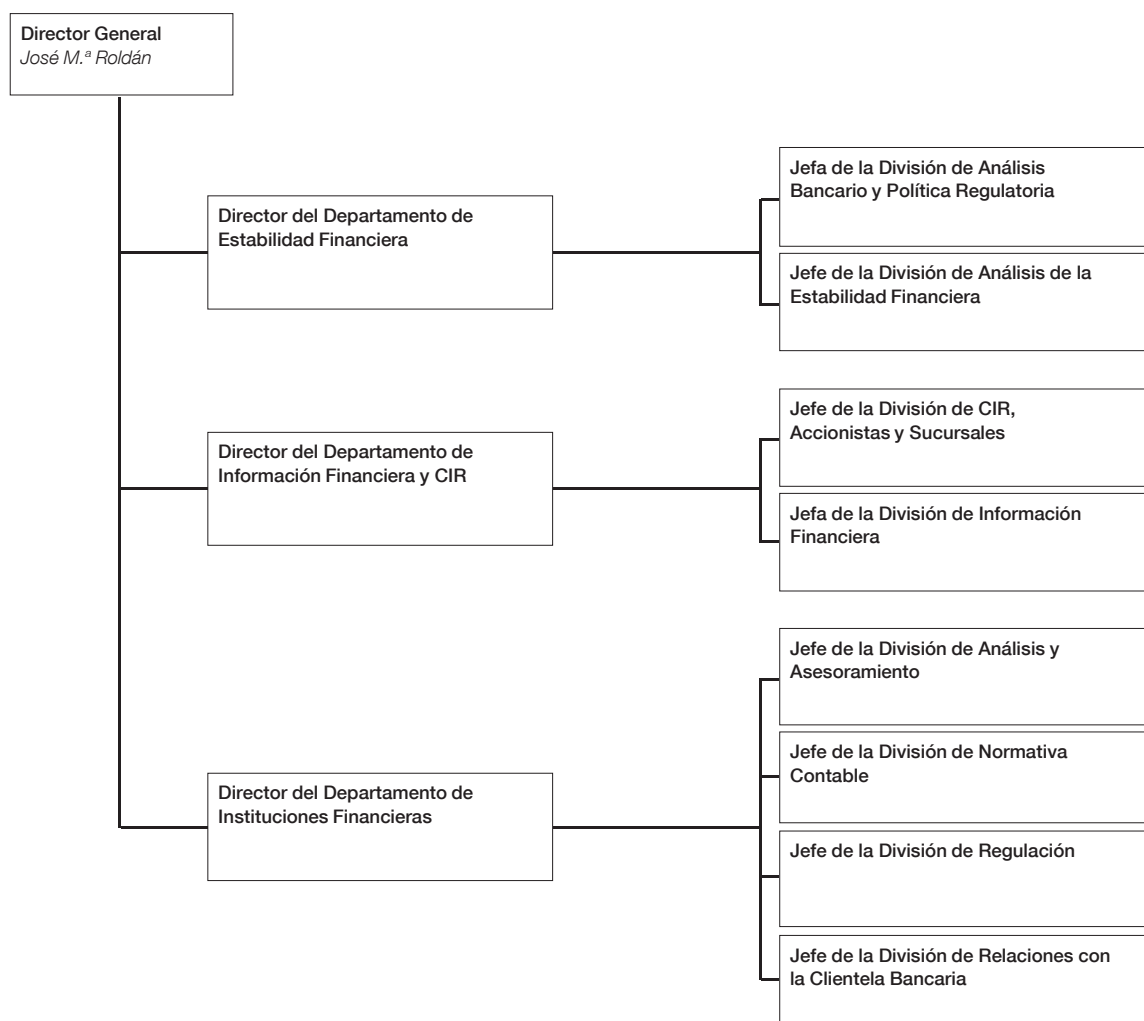 Director General
José M.ª Roldán
Director del Departamento de
Estabilidad Financiera
Jefa de la División de Análisis
Bancario y Política Regulatoria
Jefe de la División de Análisis de la
Estabilidad Financiera
Director del Departamento de
Información Financiera y CIR
Jefe de la División de CIR,
Accionistas y Sucursales
Jefa de la División de Información
Financiera
Director del Departamento de
Instituciones Financieras
Jefe de la División de Análisis y
Asesoramiento
Jefe de la División de Normativa
Contable
Jefe de la División de Regulación
Jefe de la División de Relaciones con
la Clientela Bancaria